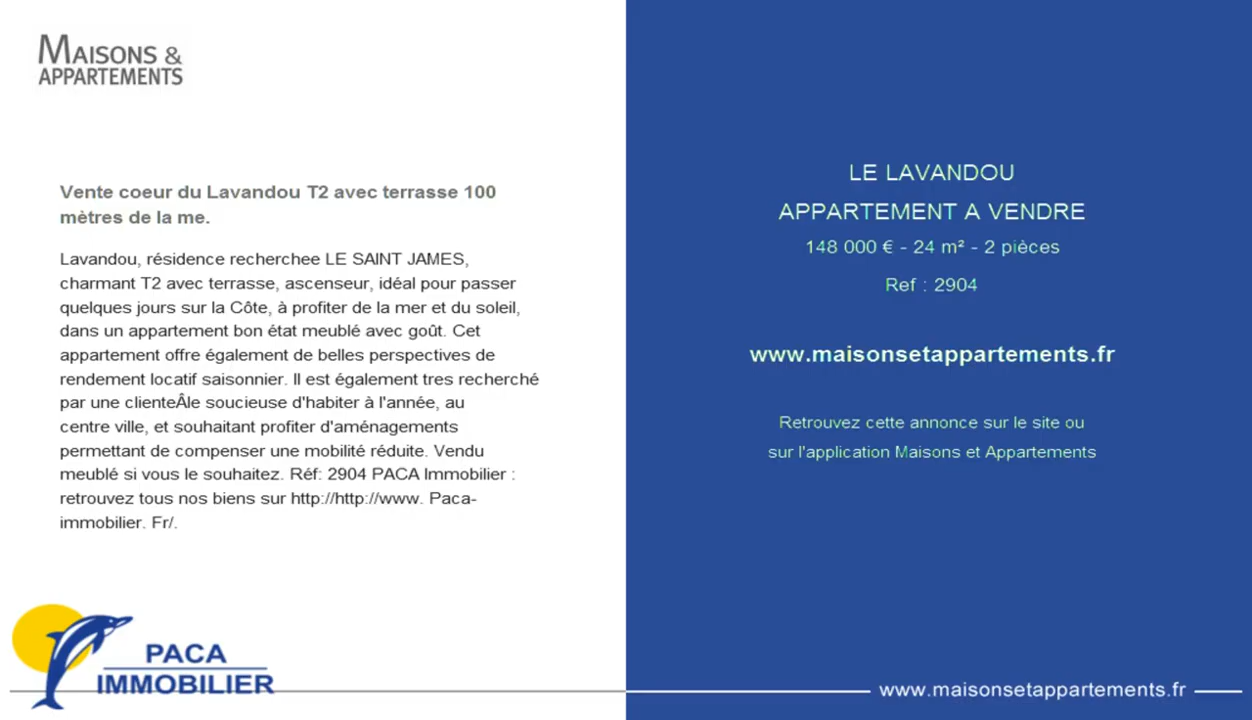 MAISONS &
APPARTEMENTS
Vente coeur du Lavandou T2 avec terrasse 100
mètres de la me.
Lavandou, résidence recherchee LE SAINT JAMES,
charmant T2 avec terrasse, ascenseur, idéal pour passer
quelques jours sur la Côte, à profiter de la mer et du soleil,
dans un appartement bon état meublé avec goût. Cet
appartement offre également de belles perspectives de
rendement locatif saisonnier. Il est également tres recherché
par une clienteÂle soucieuse d'habiter à l'année, au
centre ville, et souhaitant profiter d'aménagements
permettant de compenser une mobilité réduite. Vendu
meublé si vous le souhaitez. Réf: 2904 PACA Immobilier :
retrouvez tous nos biens sur http://http://www. Paca-
immobilier. Fr/.
PACA
IMMOBILIER
LE LAVANDOU
APPARTEMENT A VENDRE
148 000 € - 24 m² - 2 pièces
Ref : 2904
www.maisonsetappartements.fr
Retrouvez cette annonce sur le site ou
sur l'application Maisons et Appartements
www.maisonsetappartements.fr